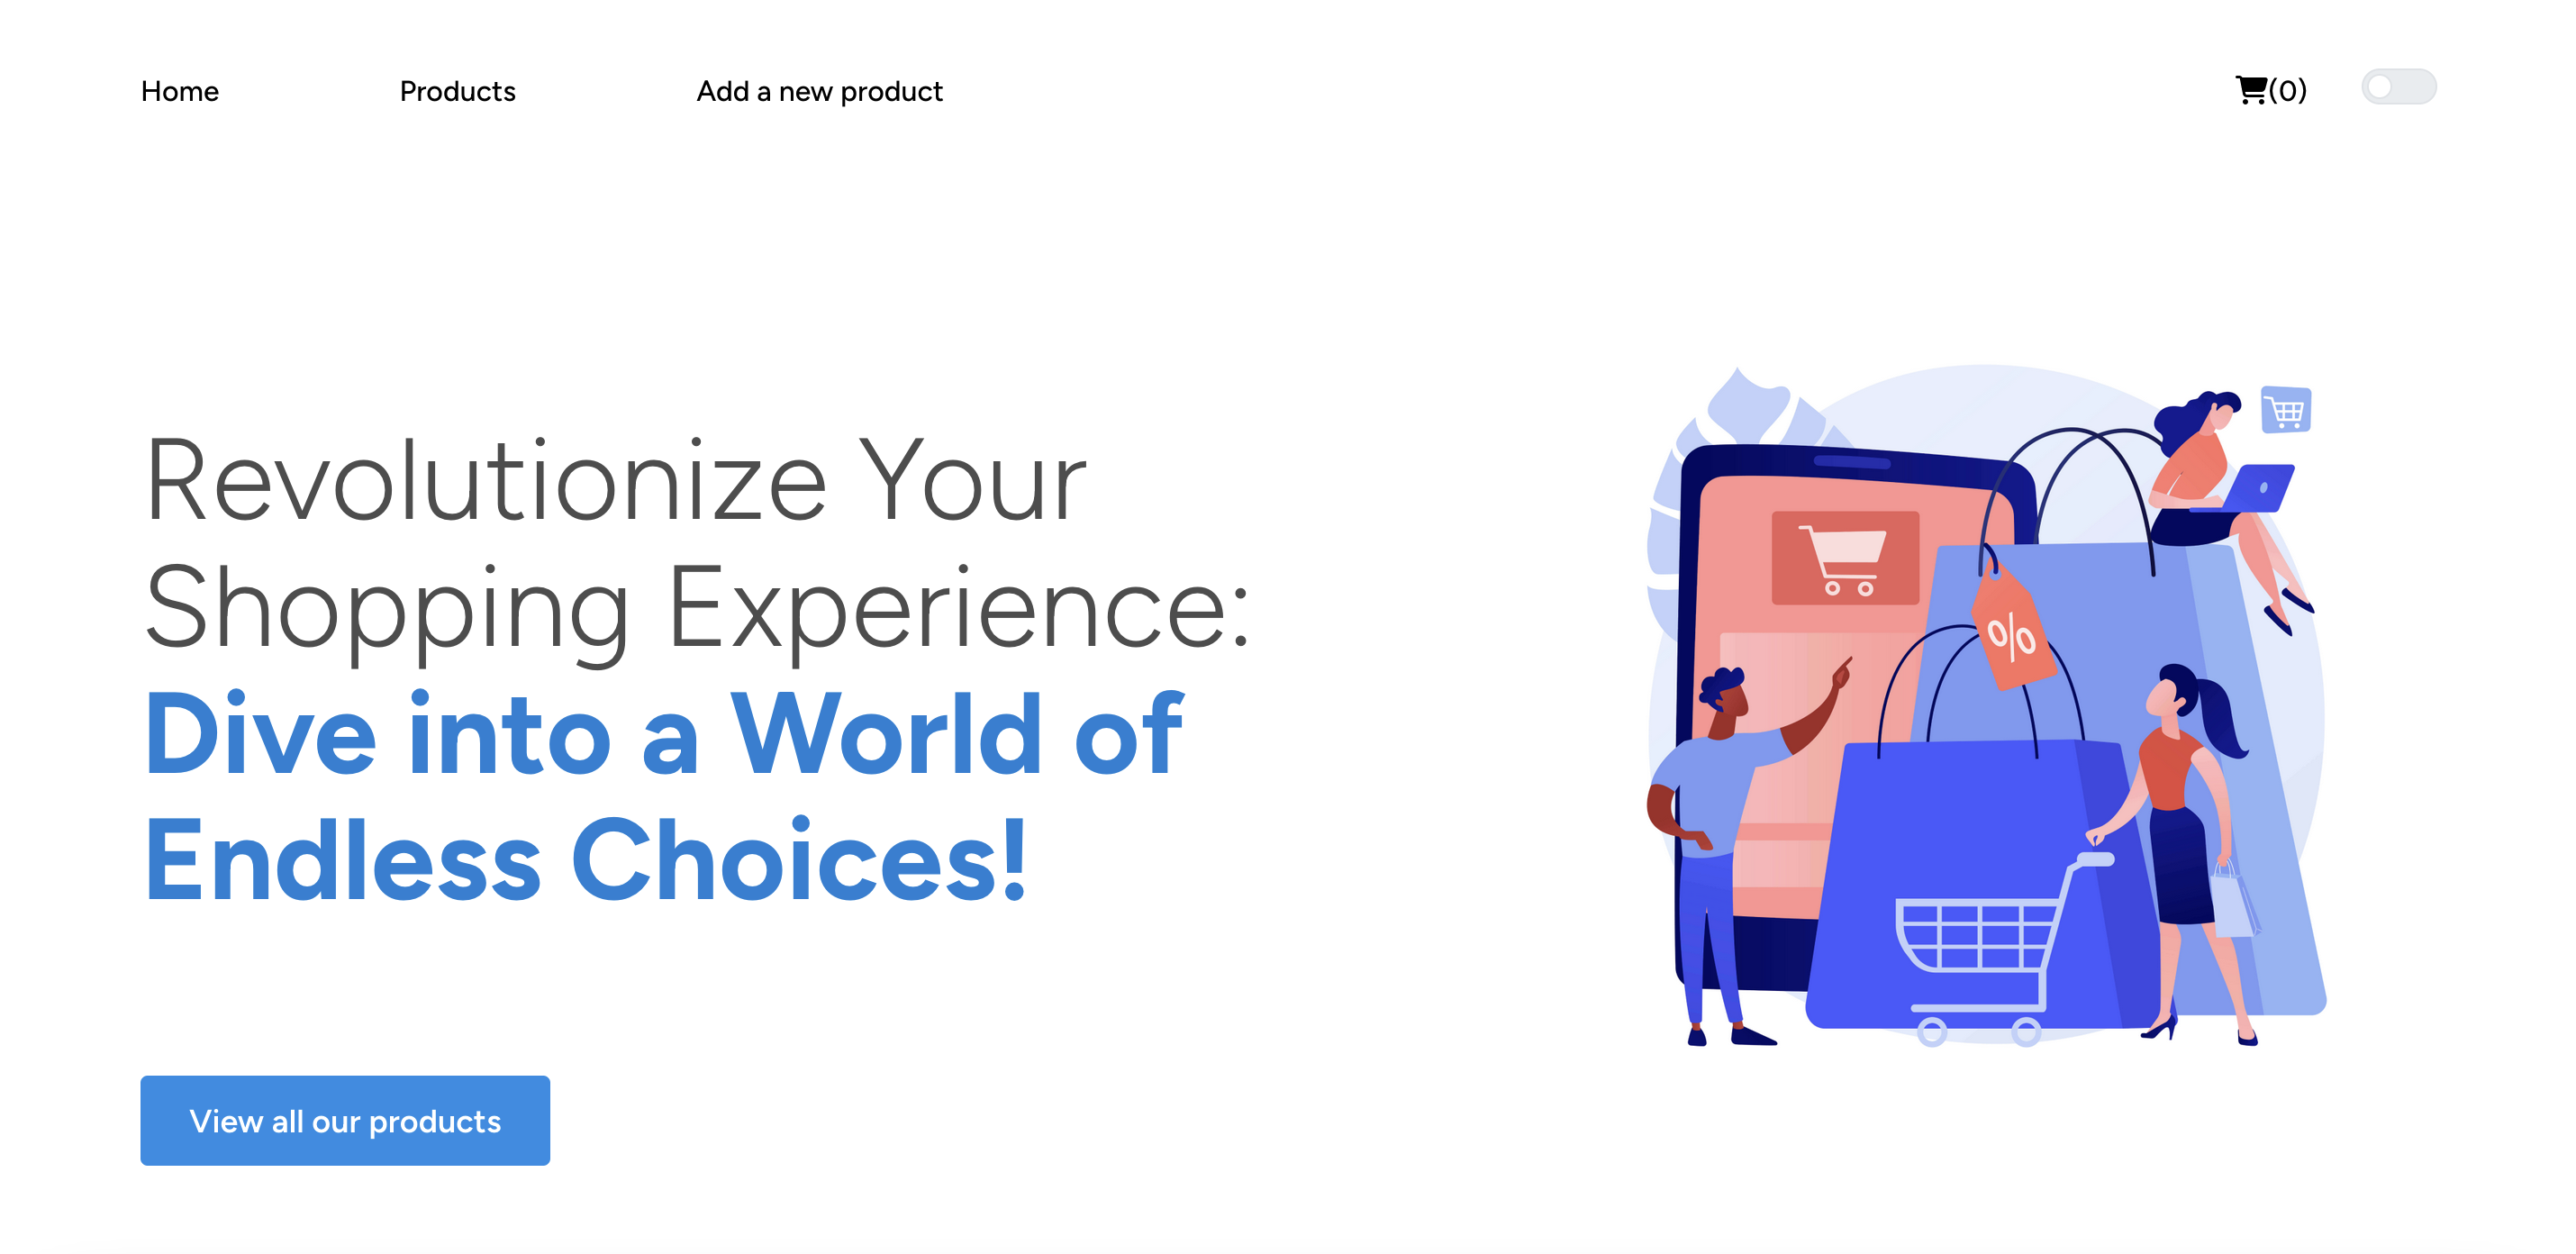 Home Products Add a new product (0)
Revolutionize Your
Shopping Experience:
Dive into a World of
Endless Choices!
%
View all our products